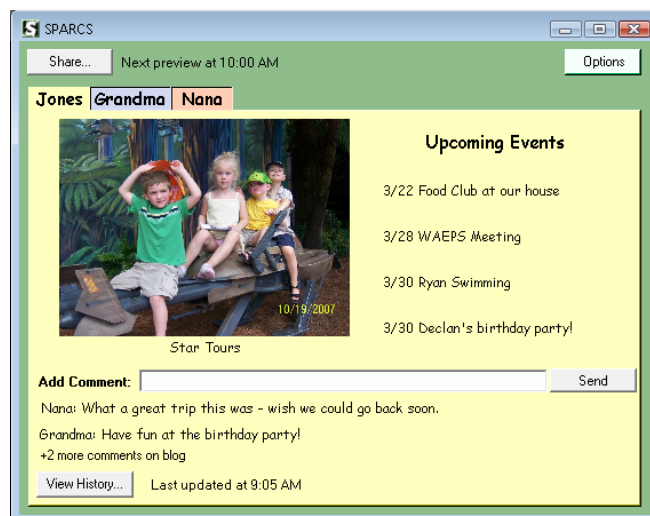 SPARCS
Share... Next preview at 10:00 AM Options
Jones Grandma Nana
Upcoming Events
3/22 Food Club at our house
3/28 WAEPS Meeting
3/30 Ryan Swimming
3/30 Declan's birthday party!
10/19/2007
Star Tours
Add Comment: Send
Nana: What a great trip this was - wish we could go back soon.
Grandma: Have fun at the birthday party!
+2 more comments on blog
View History... Last updated at 9:05 AM